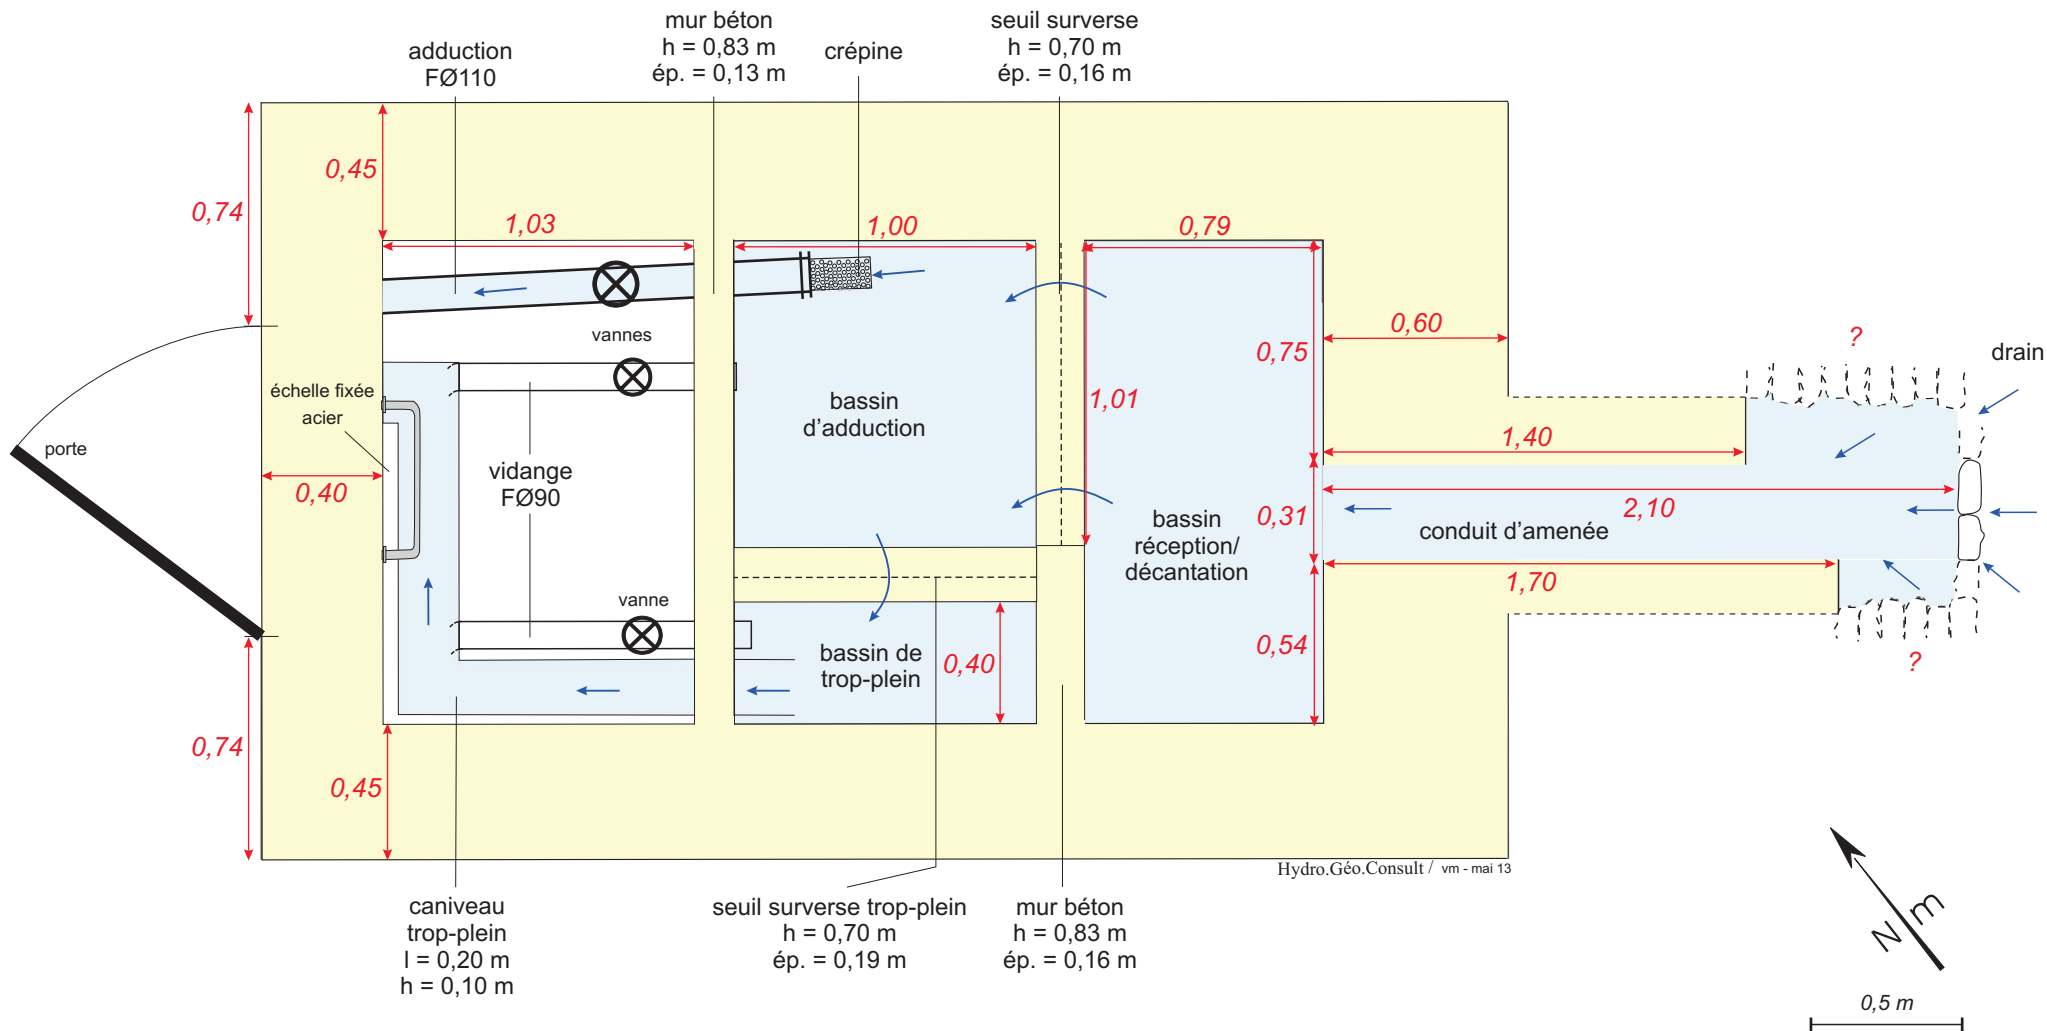 adduction
FØ110
mur béton
h = 0,83 m
ép. = 0,13 m
crépine
seuil surverse
h = 0,70 m
ép. = 0,16 m
0,45
0,74
1,03
1,00
0,79
vannes
0,60
0,75
?
drain
échelle fixée
acier
porte
bassin
d'adduction
1,01
1,40
0,40
vidange
FØ90
0,31
2,10
bassin
réception/
décantation
conduit d'amenée
1,70
vanne
bassin de
trop-plein
0,40
0,54
?
0,74
0,45
Hydro.Géo.Consult / vm - mai 13
caniveau
trop-plein
l = 0,20 m
h = 0,10 m
seuil surverse trop-plein
h = 0,70 m
ép. = 0,19 m
mur béton
h = 0,83 m
ép. = 0,16 m
N m
0,5 m